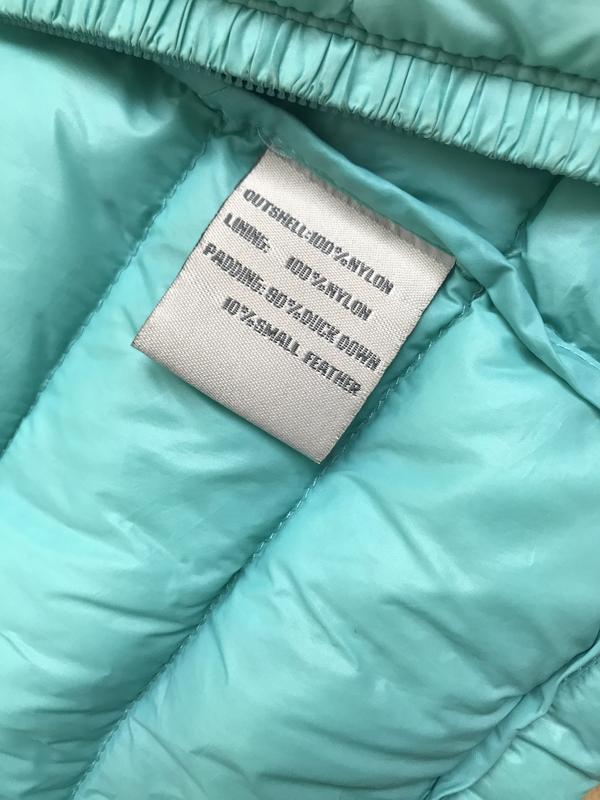 OUTSHELL:100%NYLON
LINING: 100%NYLON
PADDING: 90%DUCK DOWN
10%SMALL FEATHER